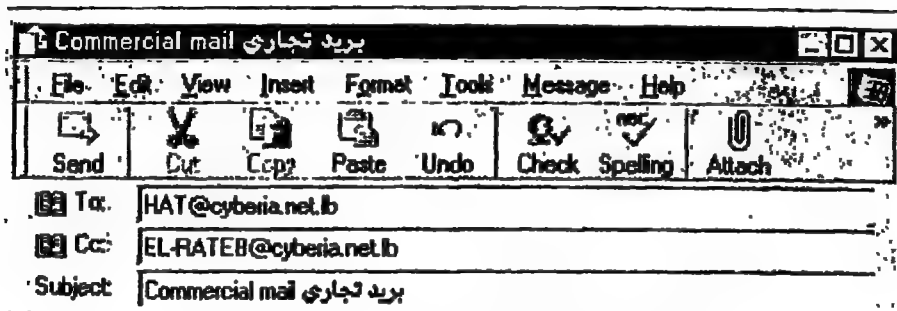 Commercial mail بريد تجاري
File Edit View Insert Format Tools Message Help
Send Cut Copy Paste Undo Check Spelling Attach
To: HAT@cyberia.net.lb
Cc: EL-RATEB@cyberia.net.lb
Subject: Commercial mail بريد تجاري